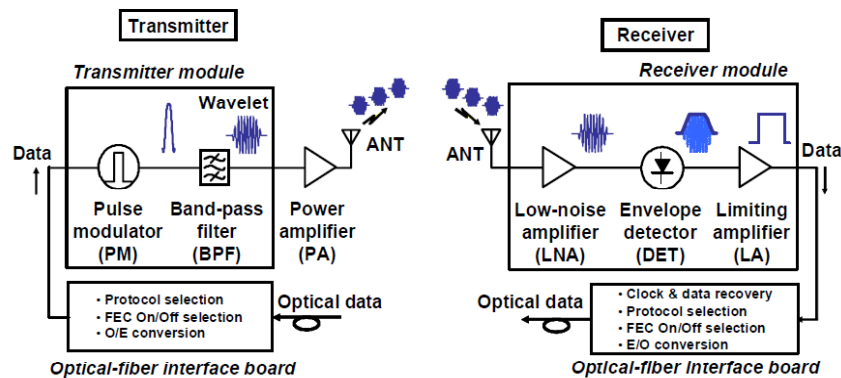 Transmitter
Transmitter module
Wavelet
Data
ANT
Pulse
modulator
(PM)
Band-pass
filter
(BPF)
Power
amplifier
(PA)
• Protocol selection
• FEC On/Off selection
• O/E conversion
Optical data
Optical-fiber interface board
Receiver
Receiver module
ANT
Data
Low-noise
amplifier
(LNA)
Envelope
detector
(DET)
Limiting
amplifier
(LA)
Optical data
• Clock & data recovery
• Protocol selection
• FEC On/Off selection
• E/O conversion
Optical-fiber interface board